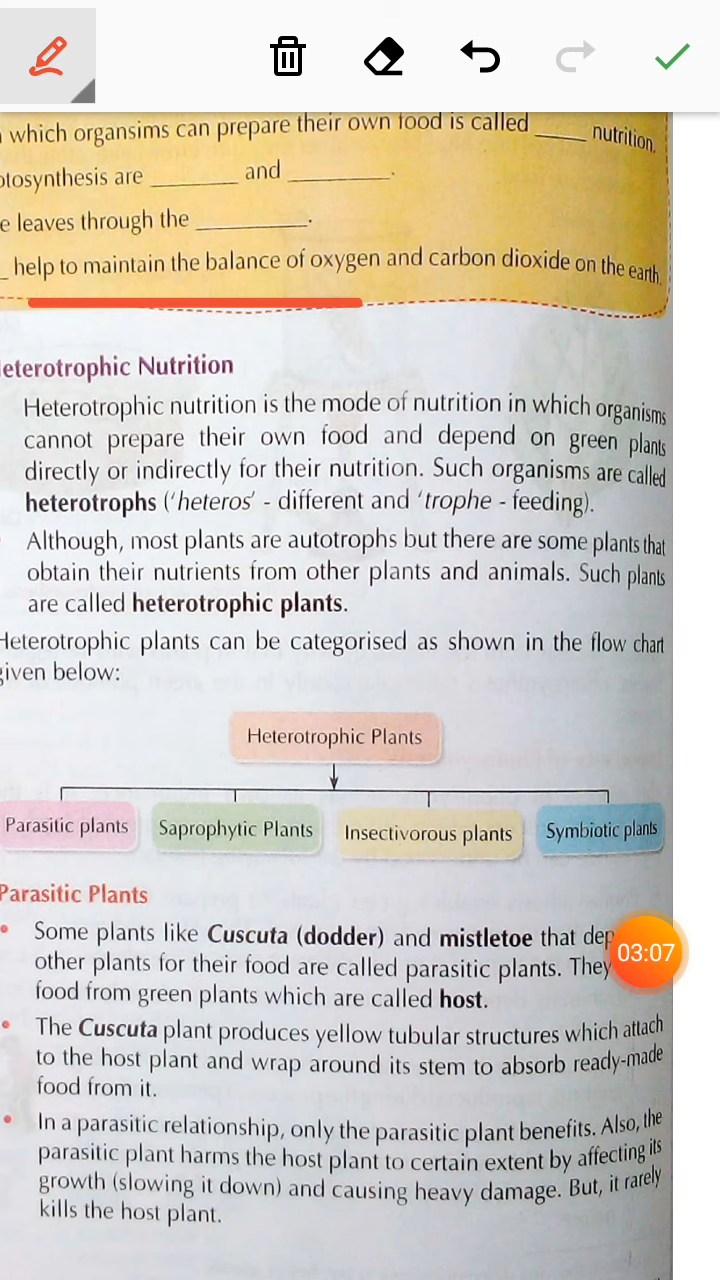 which organsims can prepare their own food is called _____ nutrition.
otosynthesis are ________ and _________.
e leaves through the __________.
_ help to maintain the balance of oxygen and carbon dioxide on the earth.
eterotrophic Nutrition
Heterotrophic nutrition is the mode of nutrition in which organisms
cannot prepare their own food and depend on green plants
directly or indirectly for their nutrition. Such organisms are called
heterotrophs ('heteros' - different and 'trophe - feeding).
Although, most plants are autotrophs but there are some plants that
obtain their nutrients from other plants and animals. Such plants
are called heterotrophic plants.
Heterotrophic plants can be categorised as shown in the flow chart
given below:
Heterotrophic Plants
Parasitic plants
Saprophytic Plants
Insectivorous plants
Symbiotic plants
Parasitic Plants
• Some plants like Cuscuta (dodder) and mistletoe that dep
other plants for their food are called parasitic plants. They
03:07
food from green plants which are called host.
• The Cuscuta plant produces yellow tubular structures which attach
to the host plant and wrap around its stem to absorb ready-made
food from it.
• In a parasitic relationship, only the parasitic plant benefits. Also, the
parasitic plant harms the host plant to certain extent by affecting its
growth (slowing it down) and causing heavy damage. But, it rarely
kills the host plant.